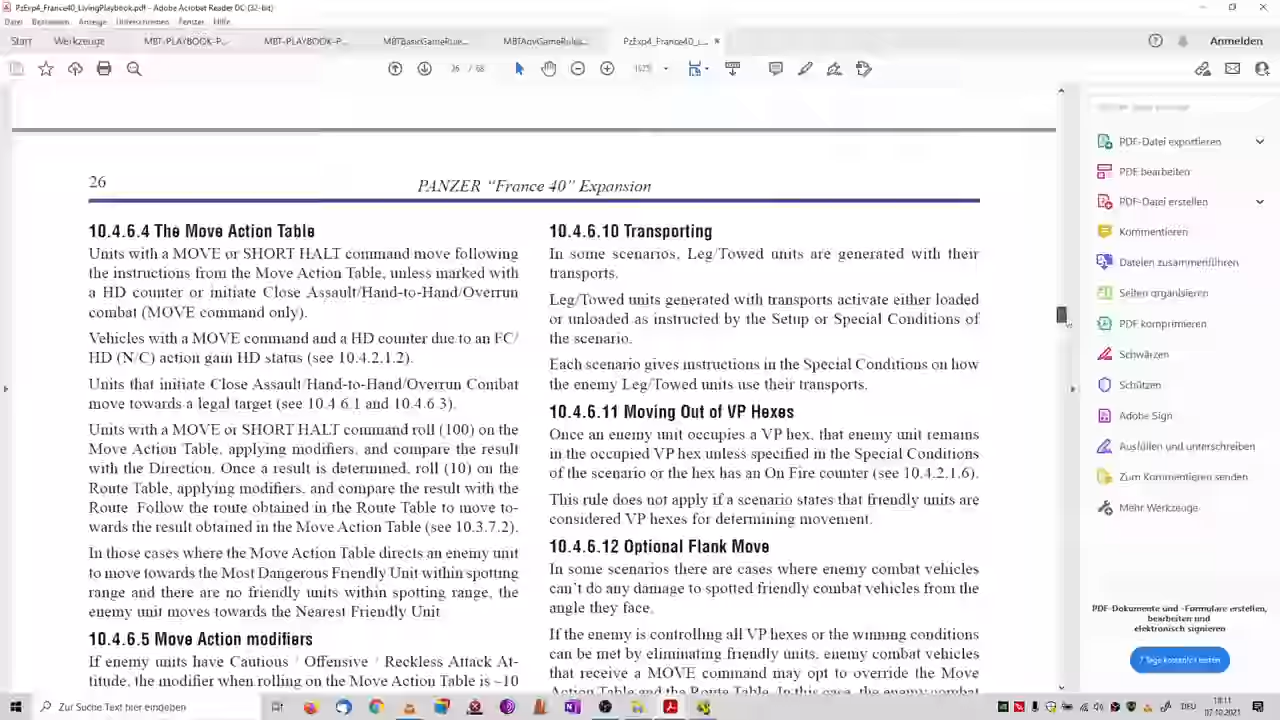 PzExp4_France40_LivingPlaybook.pdf - Adobe Acrobat Reader DC (32-bit)
Datei Bearbeiten Anzeige Unterschreiben Fenster Hilfe
Start Werkzeuge MBT-PLAYBOOK-P... MBT-PLAYBOOK-P... MBTBasicGameRule... MBTAdvGameRules... PzExp4_France40_L... × Anmelden
26 / 68
26
PANZER “France 40” Expansion
10.4.6.4 The Move Action Table
Units with a MOVE or SHORT HALT command move following
the instructions from the Move Action Table, unless marked with
a HD counter or initiate Close Assault/Hand-to-Hand/Overrun
combat (MOVE command only).
Vehicles with a MOVE command and a HD counter due to an FC/
HD (N/C) action gain HD status (see 10.4.2.1.2).
Units that initiate Close Assault/Hand-to-Hand/Overrun Combat
move towards a legal target (see 10.4.6.1 and 10.4.6.3).
Units with a MOVE or SHORT HALT command roll (100) on the
Move Action Table, applying modifiers, and compare the result
with the Direction. Once a result is determined, roll (10) on the
Route Table, applying modifiers, and compare the result with the
Route. Follow the route obtained in the Route Table to move to-
wards the result obtained in the Move Action Table (see 10.3.7.2).
In those cases where the Move Action Table directs an enemy unit
to move towards the Most Dangerous Friendly Unit within spotting
range and there are no friendly units within spotting range, the
enemy unit moves towards the Nearest Friendly Unit.
10.4.6.5 Move Action modifiers
If enemy units have Cautious / Offensive / Reckless Attack At-
titude, the modifier when rolling on the Move Action Table is –10
10.4.6.10 Transporting
In some scenarios, Leg/Towed units are generated with their
transports.
Leg/Towed units generated with transports activate either loaded
or unloaded as instructed by the Setup or Special Conditions of
the scenario.
Each scenario gives instructions in the Special Conditions on how
the enemy Leg/Towed units use their transports.
10.4.6.11 Moving Out of VP Hexes
Once an enemy unit occupies a VP hex, that enemy unit remains
in the occupied VP hex unless specified in the Special Conditions
of the scenario or the hex has an On Fire counter (see 10.4.2.1.6).
This rule does not apply if a scenario states that friendly units are
considered VP hexes for determining movement.
10.4.6.12 Optional Flank Move
In some scenarios there are cases where enemy combat vehicles
can’t do any damage to spotted friendly combat vehicles from the
angle they face.
If the enemy is controlling all VP hexes or the winning conditions
can be met by eliminating friendly units, enemy combat vehicles
that receive a MOVE command may opt to override the Move
Action Table and the Route Table. In this case, the enemy combat
PDF-Datei exportieren
PDF bearbeiten
PDF-Datei erstellen
Kommentieren
Dateien zusammenführen
Seiten organisieren
PDF komprimieren
Schwärzen
Schützen
Adobe Sign
Ausfüllen und unterschreiben
Zum Kommentieren senden
Mehr Werkzeuge
PDF-Dokumente und -Formulare erstellen,
bearbeiten und
elektronisch signieren
7 Tage kostenlos testen
Zur Suche Text hier eingeben
DEU
18:11
07.10.2021